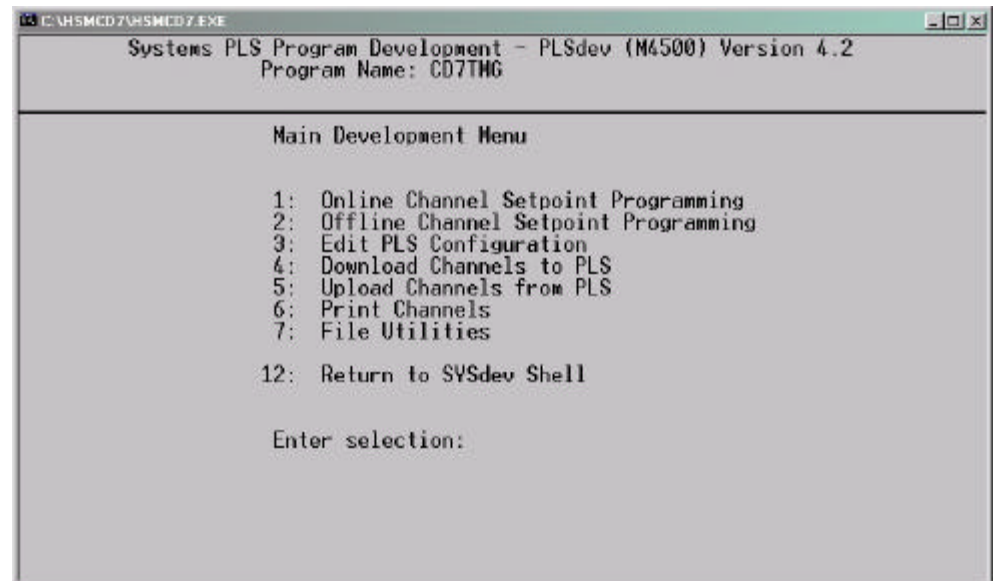 C:\HSMCD7\HSMCD7.EXE
Systems PLS Program Development - PLSdev (M4500) Version 4.2
Program Name: CD7TMG
Main Development Menu
1: Online Channel Setpoint Programming
2: Offline Channel Setpoint Programming
3: Edit PLS Configuration
4: Download Channels to PLS
5: Upload Channels from PLS
6: Print Channels
7: File Utilities
12: Return to SYSdev Shell
Enter selection: